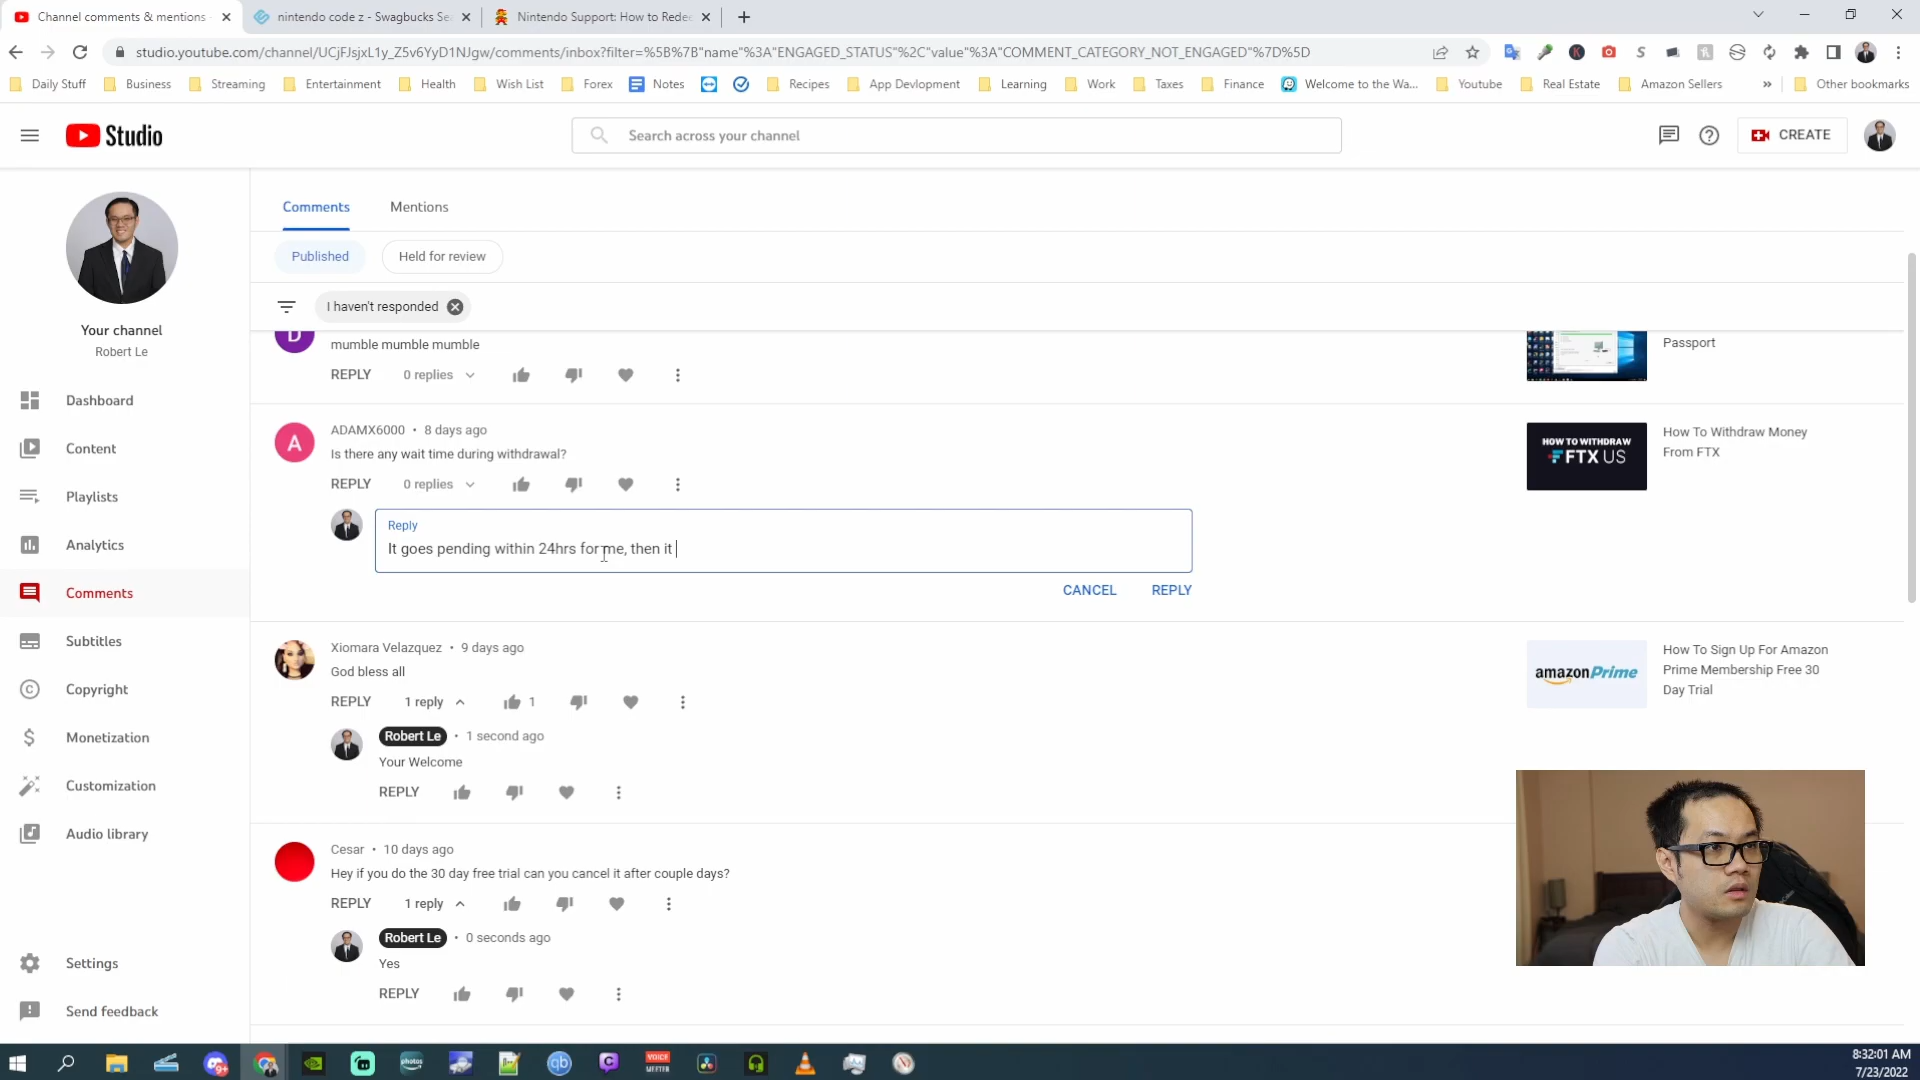 Channel comments & mentions -
nintendo code z - Swagbucks Se
Nintendo Support: How to Rede
studio.youtube.com/channel/UCjFJsjxL1y_Z5v6YyD1NJgw/comments/inbox?filter=%5B%7B"name"%3A"ENGAGED_STATUS"%2C"value"%3A"COMMENT_CATEGORY_NOT_ENGAGED"%7D%5D
Daily Stuff
Business
Streaming
Entertainment
Health
Wish List
Forex
Notes
Recipes
App Devlopment
Learning
Work
Taxes
Finance
Welcome to the Wa...
Youtube
Real Estate
Amazon Sellers
»
Other bookmarks
Studio
Search across your channel
CREATE
Your channel
Robert Le
Dashboard
Content
Playlists
Analytics
Comments
Subtitles
Copyright
Monetization
Customization
Audio library
Settings
Send feedback
Comments
Mentions
Published
Held for review
I haven't responded
D
mumble mumble mumble
REPLY
0 replies
Passport
A
ADAMX6000 • 8 days ago
Is there any wait time during withdrawal?
REPLY
0 replies
HOW TO WITHDRAW
FTX US
How To Withdraw Money
From FTX
Reply
It goes pending within 24hrs for me, then it
CANCEL
REPLY
Xiomara Velazquez • 9 days ago
God bless all
REPLY
1 reply
1
amazon Prime
How To Sign Up For Amazon
Prime Membership Free 30
Day Trial
Robert Le • 1 second ago
Your Welcome
REPLY
Cesar • 10 days ago
Hey if you do the 30 day free trial can you cancel it after couple days?
REPLY
1 reply
Robert Le • 0 seconds ago
Yes
REPLY
9+
photos
qb
VOICE
MEETER
8:32:01 AM
7/23/2022